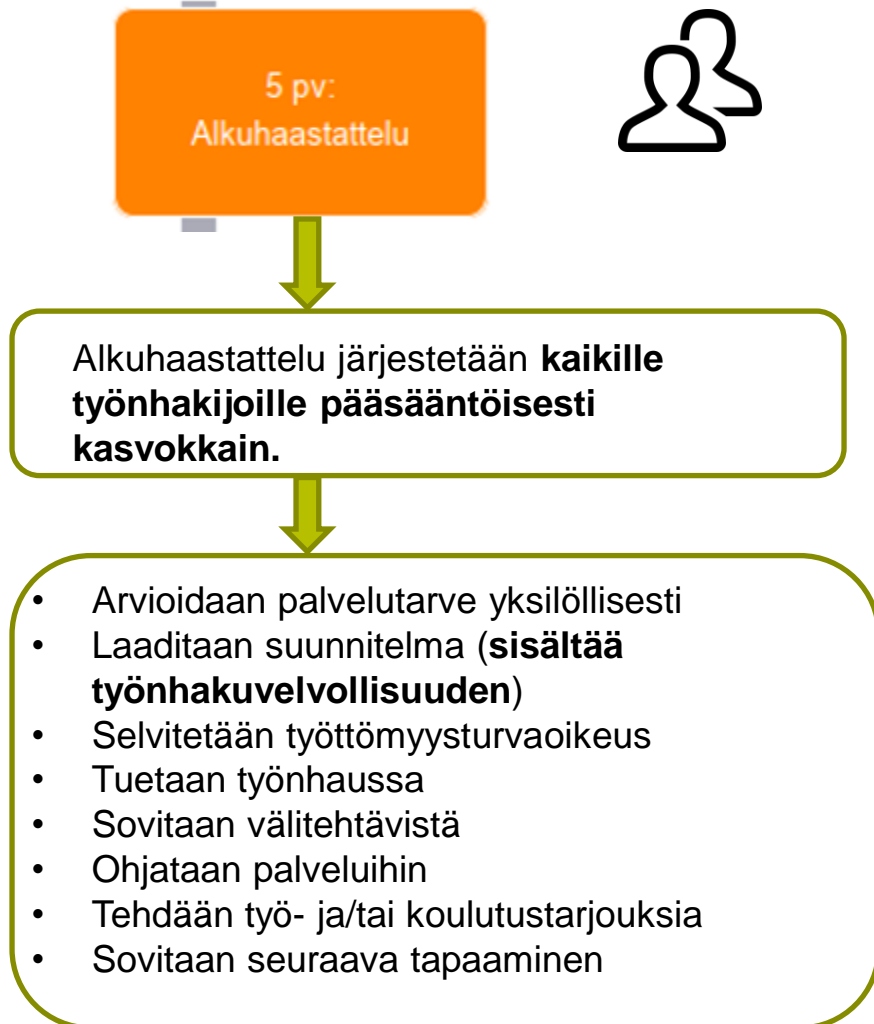 5 pv:
Alkuhaastattelu
Alkuhaastattelu järjestetään kaikille
työnhakijoille pääsääntöisesti
kasvokkain.
• Arvioidaan palvelutarve yksilöllisesti
• Laaditaan suunnitelma (sisältää
työnhakuvelvollisuuden)
• Selvitetään työttömyysturvaoikeus
• Tuetaan työnhaussa
• Sovitaan välitehtävistä
• Ohjataan palveluihin
• Tehdään työ- ja/tai koulutustarjouksia
• Sovitaan seuraava tapaaminen